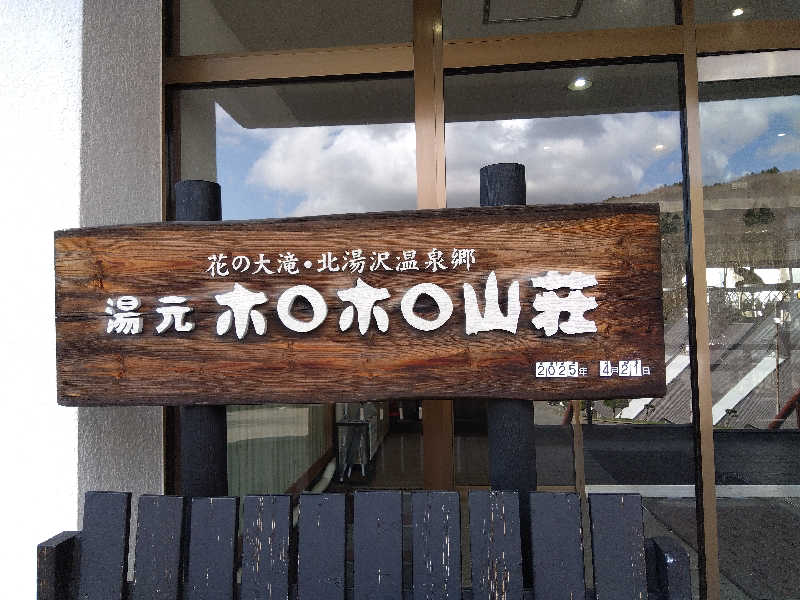 花の大滝・北湯沢温泉郷
湯元 ホロホロ山荘
2025年 4月21日